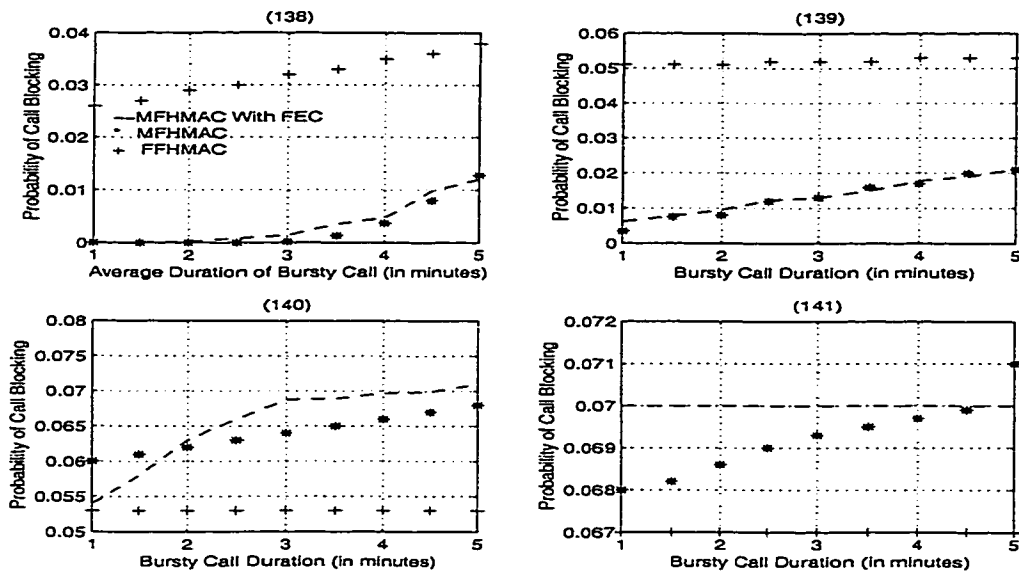 (138)
0.04
0.03
0.02
0.01
0
Probability of Call Blocking
MFHMAC With FEC
MFHMAC
FFHMAC
1 2 3 4 5
Average Duration of Bursty Call (in minutes)
(139)
0.06
0.05
0.04
0.03
0.02
0.01
0
Probability of Call Blocking
1 2 3 4 5
Bursty Call Duration (in minutes)
(140)
0.08
0.075
0.07
0.065
0.06
0.055
0.05
Probability of Call Blocking
1 2 3 4 5
Bursty Call Duration (in minutes)
(141)
0.072
0.071
0.07
0.069
0.068
0.067
Probability of Call Blocking
1 2 3 4 5
Bursty Call Duration (in minutes)